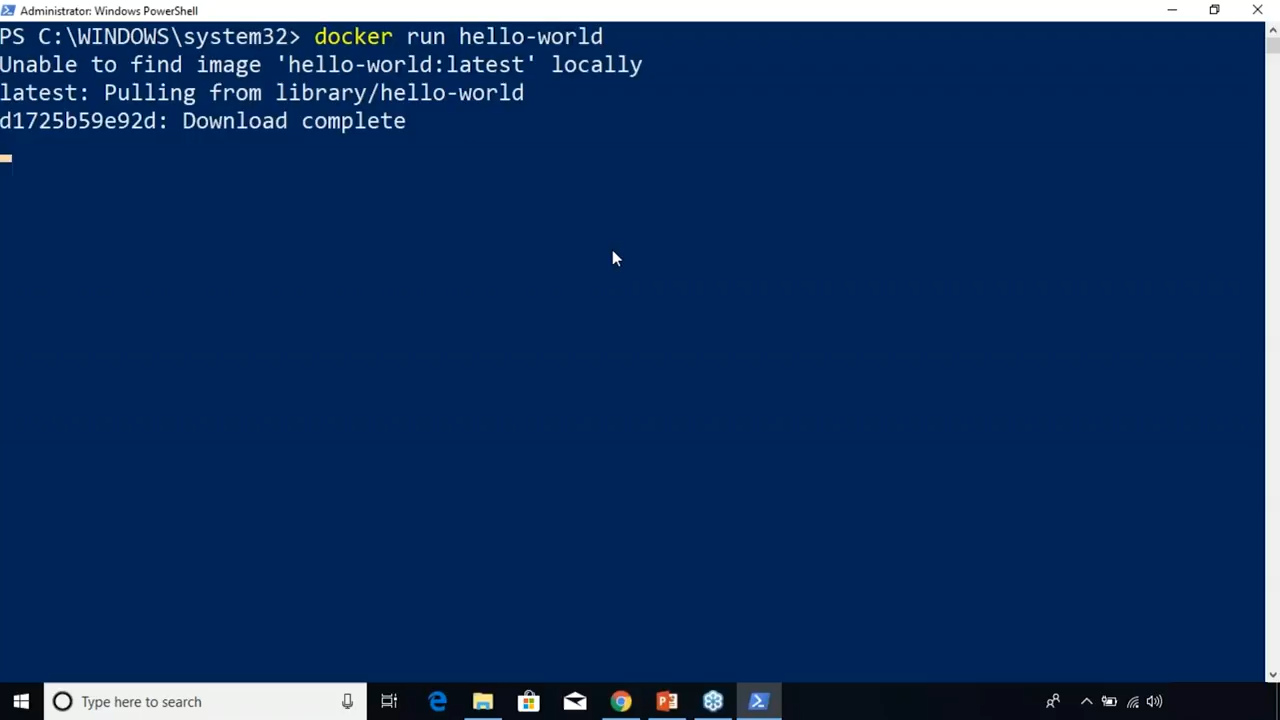 Administrator: Windows PowerShell
PS C:\WINDOWS\system32> docker run hello-world
Unable to find image 'hello-world:latest' locally
latest: Pulling from library/hello-world
d1725b59e92d: Download complete
Type here to search